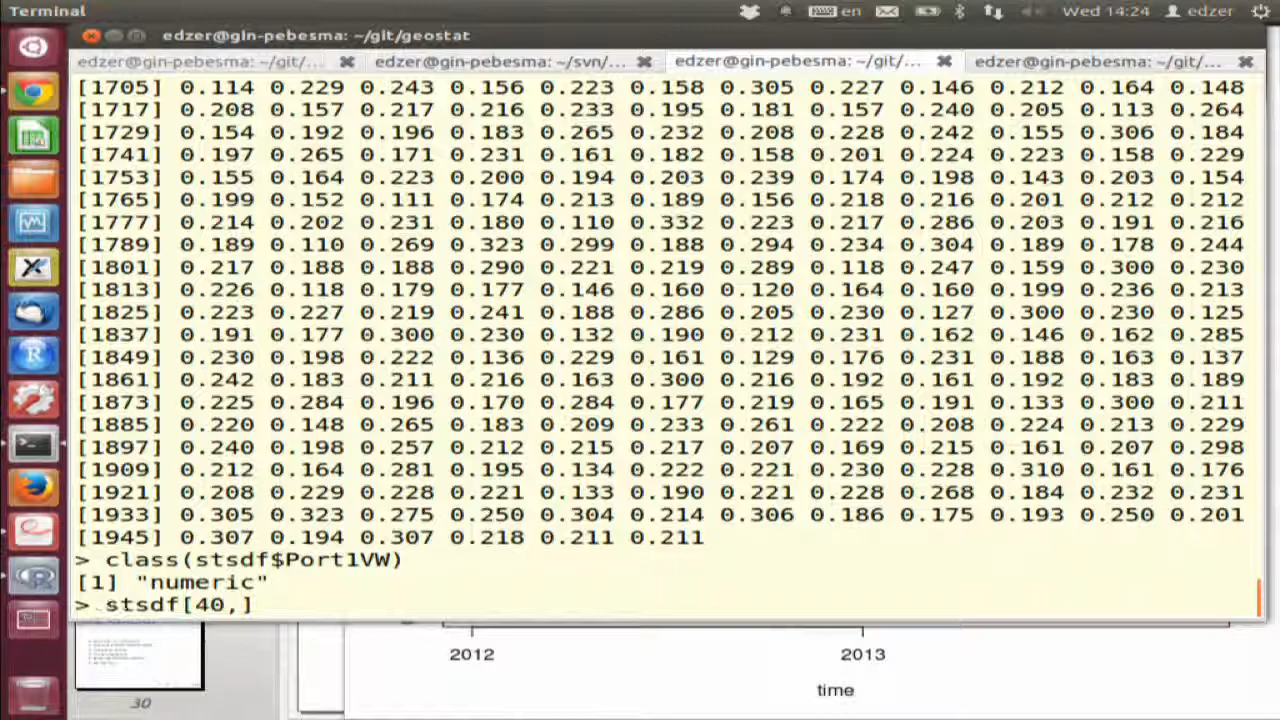 Terminal
en
Wed 14:24
edzer
edzer@gin-pebesma: ~/git/geostat
edzer@gin-pebesma: ~/git/... edzer@gin-pebesma: ~/svn/... edzer@gin-pebesma: ~/git/... edzer@gin-pebesma: ~/git/...
[1705] 0.114 0.229 0.243 0.156 0.223 0.158 0.305 0.227 0.146 0.212 0.164 0.148
[1717] 0.208 0.157 0.217 0.216 0.233 0.195 0.181 0.157 0.240 0.205 0.113 0.264
[1729] 0.154 0.192 0.196 0.183 0.265 0.232 0.208 0.228 0.242 0.155 0.306 0.184
[1741] 0.197 0.265 0.171 0.231 0.161 0.182 0.158 0.201 0.224 0.223 0.158 0.229
[1753] 0.155 0.164 0.223 0.200 0.194 0.203 0.239 0.174 0.198 0.143 0.203 0.154
[1765] 0.199 0.152 0.111 0.174 0.213 0.189 0.156 0.218 0.216 0.201 0.212 0.212
[1777] 0.214 0.202 0.231 0.180 0.110 0.332 0.223 0.217 0.286 0.203 0.191 0.216
[1789] 0.189 0.110 0.269 0.323 0.299 0.188 0.294 0.234 0.304 0.189 0.178 0.244
[1801] 0.217 0.188 0.188 0.290 0.221 0.219 0.289 0.118 0.247 0.159 0.300 0.230
[1813] 0.226 0.118 0.179 0.177 0.146 0.160 0.120 0.164 0.160 0.199 0.236 0.213
[1825] 0.223 0.227 0.219 0.241 0.188 0.286 0.205 0.230 0.127 0.300 0.230 0.125
[1837] 0.191 0.177 0.300 0.230 0.132 0.190 0.212 0.231 0.162 0.146 0.162 0.285
[1849] 0.230 0.198 0.222 0.136 0.229 0.161 0.129 0.176 0.231 0.188 0.163 0.137
[1861] 0.242 0.183 0.211 0.216 0.163 0.300 0.216 0.192 0.161 0.192 0.183 0.189
[1873] 0.225 0.284 0.196 0.170 0.284 0.177 0.219 0.165 0.191 0.133 0.300 0.211
[1885] 0.220 0.148 0.265 0.183 0.209 0.233 0.261 0.222 0.208 0.224 0.213 0.229
[1897] 0.240 0.198 0.257 0.212 0.215 0.217 0.207 0.169 0.215 0.161 0.207 0.298
[1909] 0.212 0.164 0.281 0.195 0.134 0.222 0.221 0.230 0.228 0.310 0.161 0.176
[1921] 0.208 0.229 0.228 0.221 0.133 0.190 0.221 0.228 0.268 0.184 0.232 0.231
[1933] 0.305 0.323 0.275 0.250 0.304 0.214 0.306 0.186 0.175 0.193 0.250 0.201
[1945] 0.307 0.194 0.307 0.218 0.211 0.211
> class(stsdf$Port1VW)
[1] "numeric"
> stsdf[40,]
2012 2013
time
30